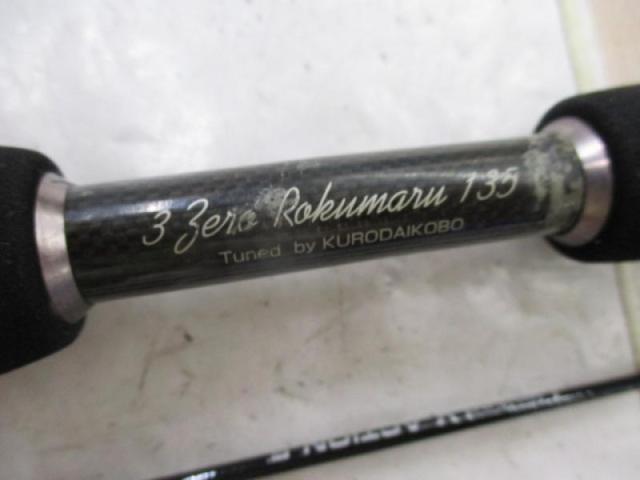 3 Zero Rokumaru 135
Tuned by KURODAIKOBO